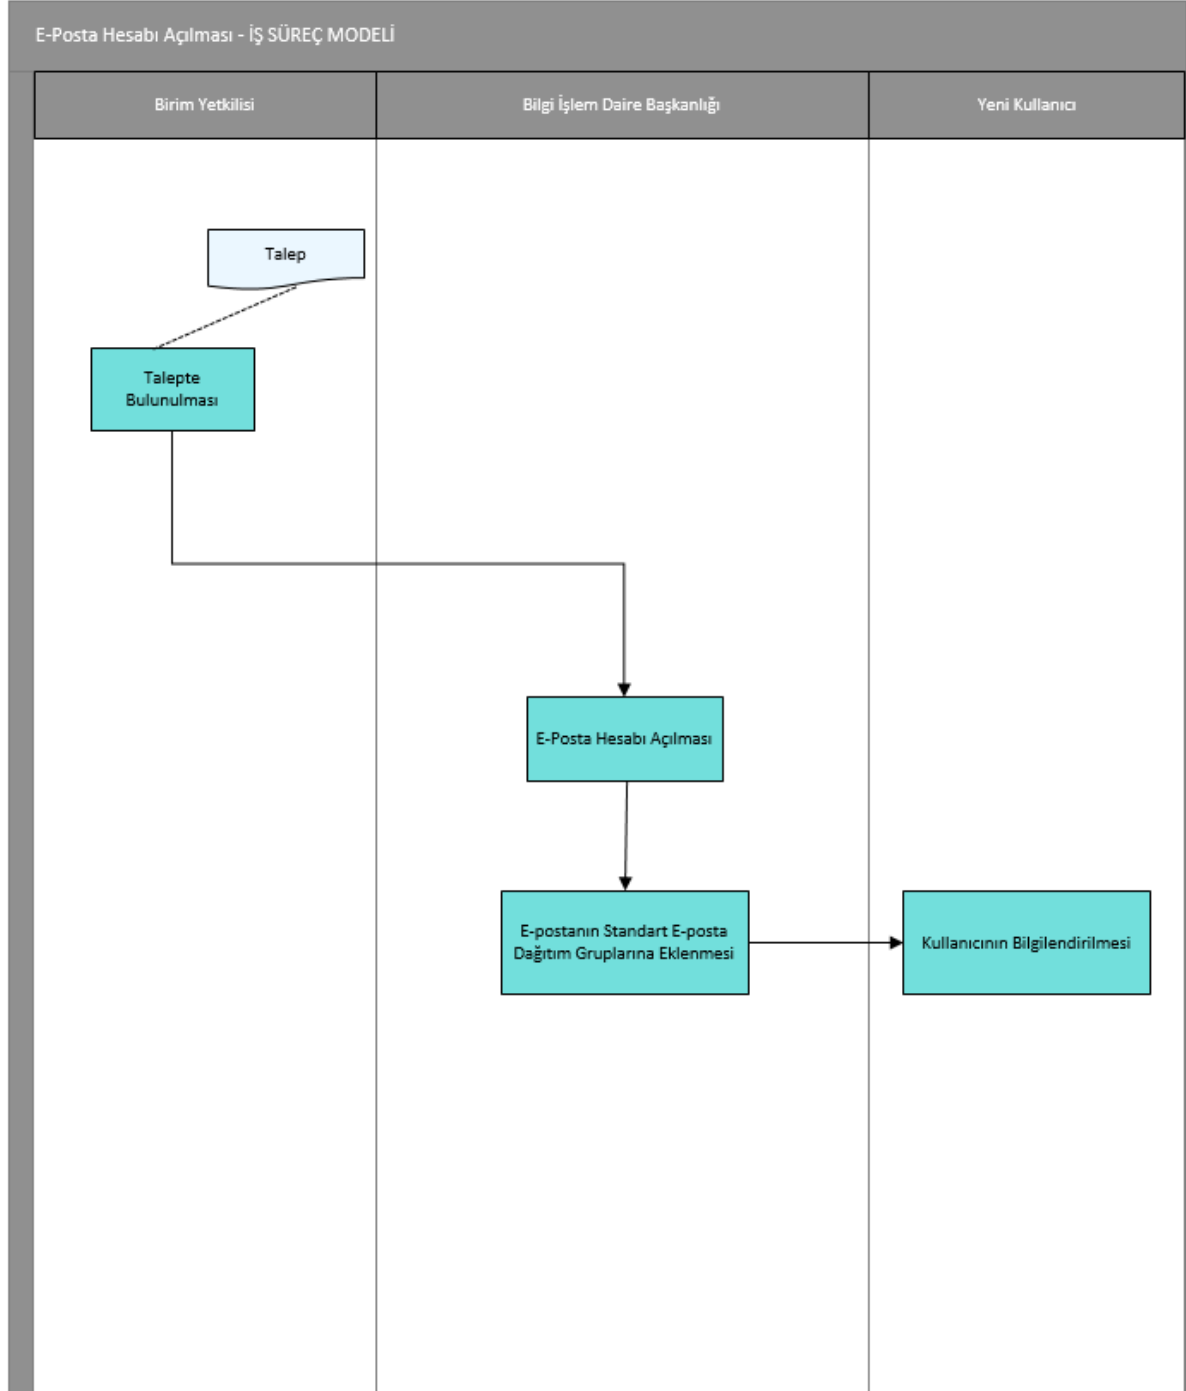 E-Posta Hesabı Açılması - İŞ SÜREÇ MODELİ
Birim Yetkilisi
Bilgi İşlem Daire Başkanlığı
Yeni Kullanıcı
Talep
Talepte
Bulunulması
E-Posta Hesabı Açılması
E-postanın Standart E-posta
Dağıtım Gruplarına Eklenmesi
Kullanıcının Bilgilendirilmesi